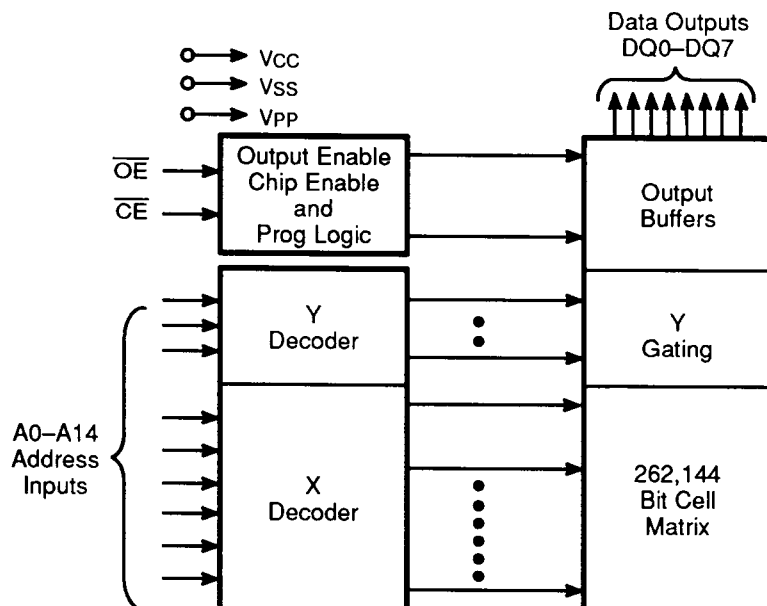 Data Outputs
DQ0–DQ7
VCC
VSS
VPP
OE
CE
Output Enable
Chip Enable
and
Prog Logic
Output
Buffers
Y
Decoder
Y
Gating
A0–A14
Address
Inputs
X
Decoder
262,144
Bit Cell
Matrix